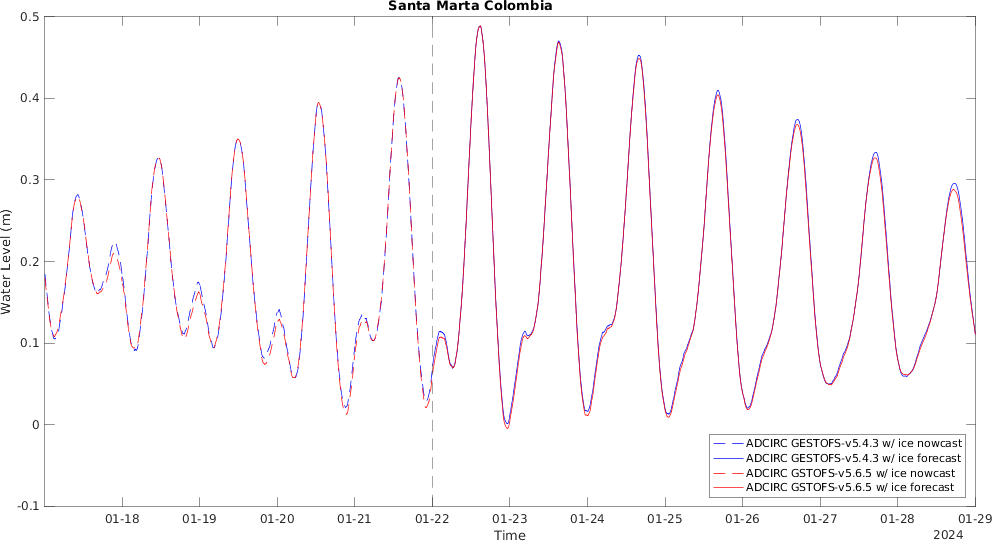 Santa Marta Colombia
0.5
0.4
0.3
0.2
0.1
0
-0.1
Water Level (m)
01-18 01-19 01-20 01-21 01-22 01-23 01-24 01-25 01-26 01-27 01-28 01-29
Time
2024
ADCIRC GESTOFS-v5.4.3 w/ ice nowcast
ADCIRC GESTOFS-v5.4.3 w/ ice forecast
ADCIRC GSTOFS-v5.6.5 w/ ice nowcast
ADCIRC GSTOFS-v5.6.5 w/ ice forecast